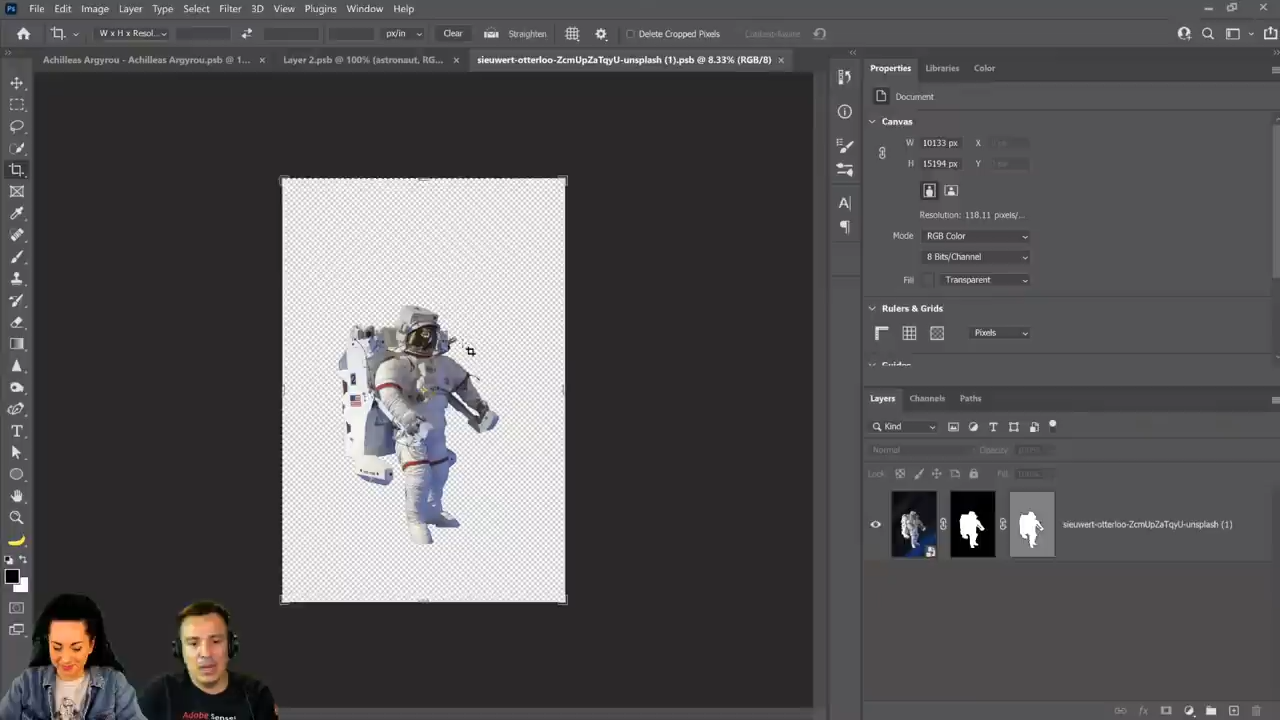 File Edit Image Layer Type Select Filter 3D View Plugins Window Help
W x H x Resol... px/in Clear Straighten Delete Cropped Pixels Content-Aware
Achilleas Argyrou - Achilleas Argyrou.psb @ 1... × Layer 2.psb @ 100% (astronaut, RG... × sieuwert-otterloo-ZcmUpZaTqyU-unsplash (1).psb @ 8.33% (RGB/8) ×
Properties Libraries Color
Document
Canvas
W 10133 px X
H 15194 px Y
Resolution: 118.11 pixels/...
Mode RGB Color
8 Bits/Channel
Fill Transparent
Rulers & Grids
Pixels
Guides
Layers Channels Paths
Kind
Normal Opacity:
Lock: Fill:
sieuwert-otterloo-ZcmUpZaTqyU-unsplash (1)
Adobe Sensei